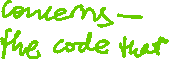 concerns—
the code that